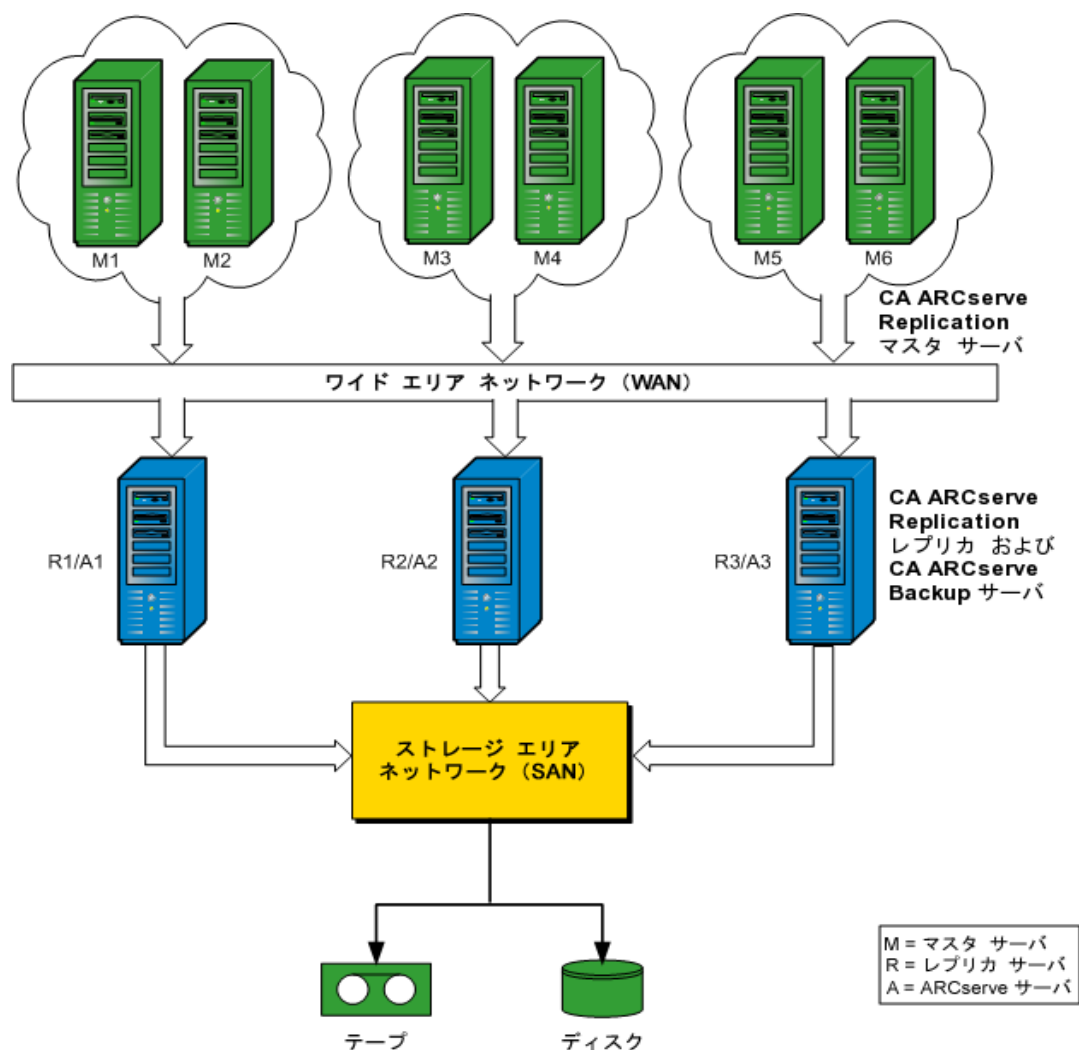 M1
M2
M3
M4
M5
M6
CA ARCserve
Replication
マスタ サーバ
ワイド エリア ネットワーク（WAN）
R1/A1
R2/A2
R3/A3
CA ARCserve
Replication
レプリカ および
CA ARCserve
Backup サーバ
ストレージ エリア
ネットワーク（SAN）
テープ
ディスク
M = マスタ サーバ
R = レプリカ サーバ
A = ARCserve サーバ